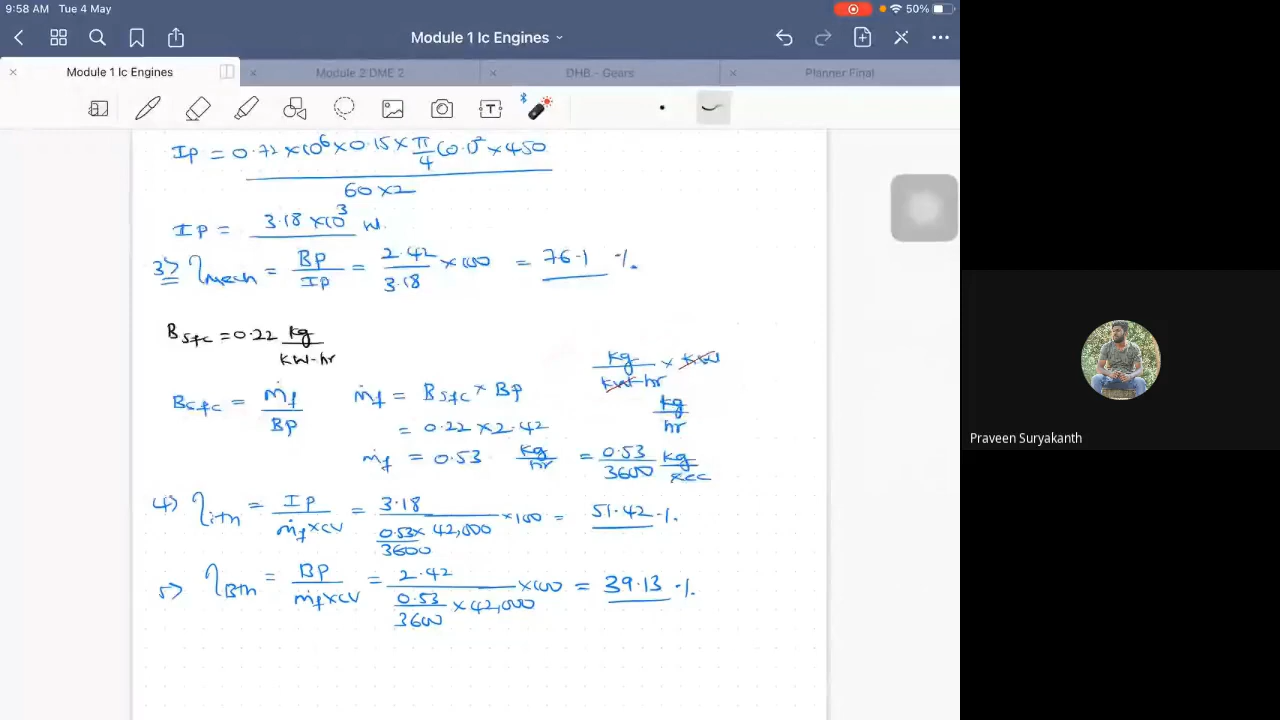 9:58 AM Tue 4 May
50%
Module 1 Ic Engines
Module 1 Ic Engines
Module 2 DME 2
DHB - Gears
Planner Final
T
Ip = 0.72 × 10⁶ × 0.15 × π/4 (0.1)² × 450
60 × 2
Ip = 3.18 × 10³ W.
3> ηmech = BP/IP = 2.42/3.18 × 100 = 76.1 %.
Bsfc = 0.22 kg/kW-hr
kg/kW-hr × kW
kg/hr
Bsfc = ṁf/BP ṁf = Bsfc × BP
= 0.22 × 2.42
ṁf = 0.53 kg/hr = 0.53/3600 kg/sec
4) ηith = IP/ṁf×CV = 3.18/(0.53/3600 × 42,000) × 100 = 51.42 %.
5> ηBth = BP/ṁf×CV = 2.42/(0.53/3600 × 42,000) × 100 = 39.13 %.
Praveen Suryakanth